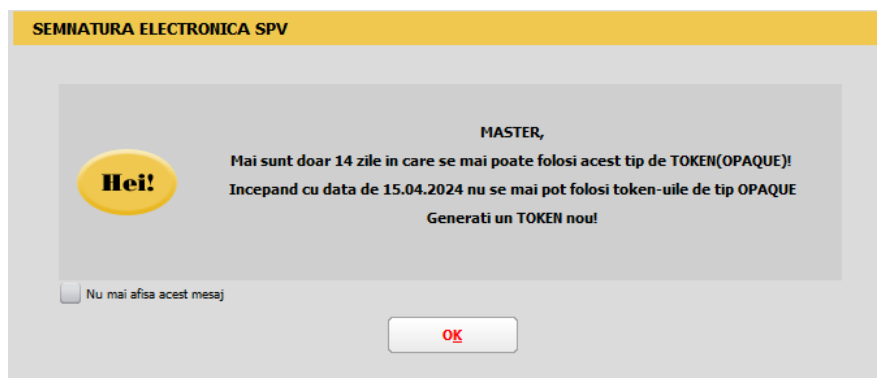 SEMNATURA ELECTRONICA SPV
MASTER,
Mai sunt doar 14 zile in care se mai poate folosi acest tip de TOKEN(OPAQUE)!
Hei!
Incepand cu data de 15.04.2024 nu se mai pot folosi token-uile de tip OPAQUE
Generati un TOKEN nou!
Nu mai afisa acest mesaj
OK